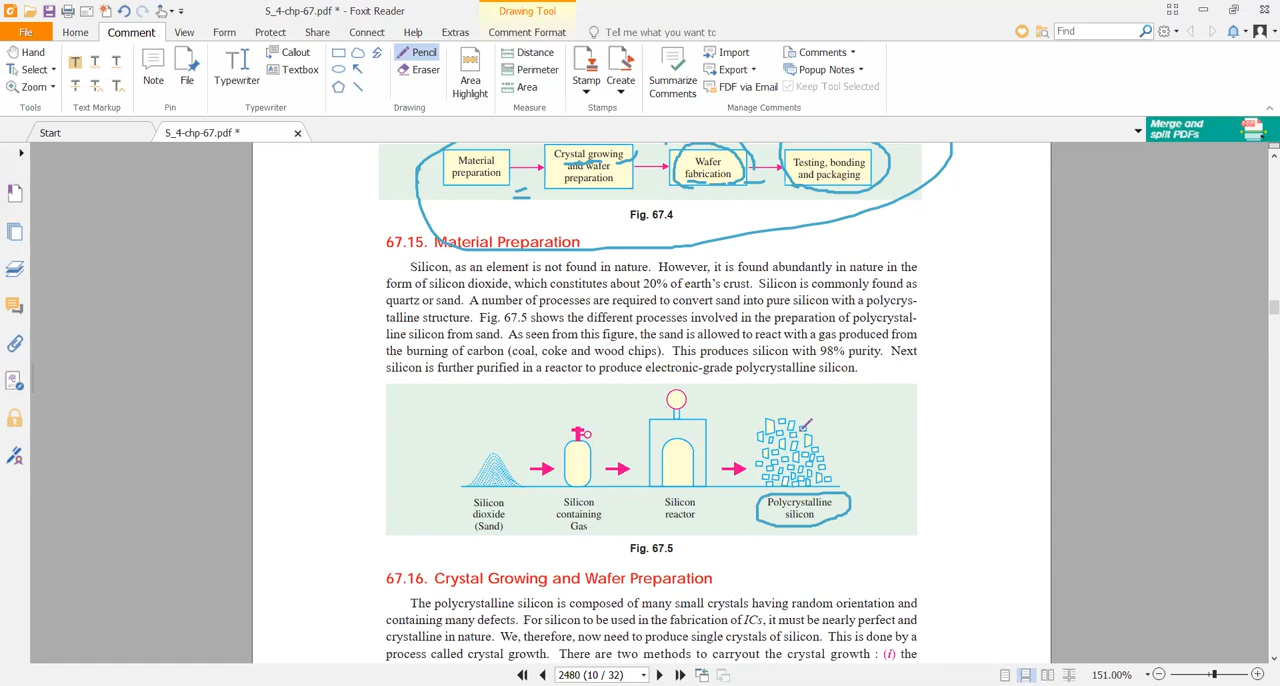 S_4-chp-67.pdf * - Foxit Reader
Drawing Tool
File Home Comment View Form Protect Share Connect Help Extras Comment Format Tell me what you want tc Find
Hand
Select
Zoom
Tools
Text Markup
Note
File
Pin
Typewriter
Callout
Textbox
Typewriter
Pencil
Eraser
Drawing
Area
Highlight
Distance
Perimeter
Area
Measure
Stamp
Create
Stamps
Summarize
Comments
Import
Export
FDF via Email
Comments
Popup Notes
Keep Tool Selected
Manage Comments
Start S_4-chp-67.pdf *
Merge and
split PDFs
Material
preparation
Crystal growing
and wafer
preparation
Wafer
fabrication
Testing, bonding
and packaging
Fig. 67.4
67.15. Material Preparation
Silicon, as an element is not found in nature. However, it is found abundantly in nature in the
form of silicon dioxide, which constitutes about 20% of earth's crust. Silicon is commonly found as
quartz or sand. A number of processes are required to convert sand into pure silicon with a polycrys-
talline structure. Fig. 67.5 shows the different processes involved in the preparation of polycrystal-
line silicon from sand. As seen from this figure, the sand is allowed to react with a gas produced from
the burning of carbon (coal, coke and wood chips). This produces silicon with 98% purity. Next
silicon is further purified in a reactor to produce electronic-grade polycrystalline silicon.
Silicon
dioxide
(Sand)
Silicon
containing
Gas
Silicon
reactor
Polycrystalline
silicon
Fig. 67.5
67.16. Crystal Growing and Wafer Preparation
The polycrystalline silicon is composed of many small crystals having random orientation and
containing many defects. For silicon to be used in the fabrication of ICs, it must be nearly perfect and
crystalline in nature. We, therefore, now need to produce single crystals of silicon. This is done by a
process called crystal growth. There are two methods to carryout the crystal growth : (i) the
2480 (10 / 32)
151.00%